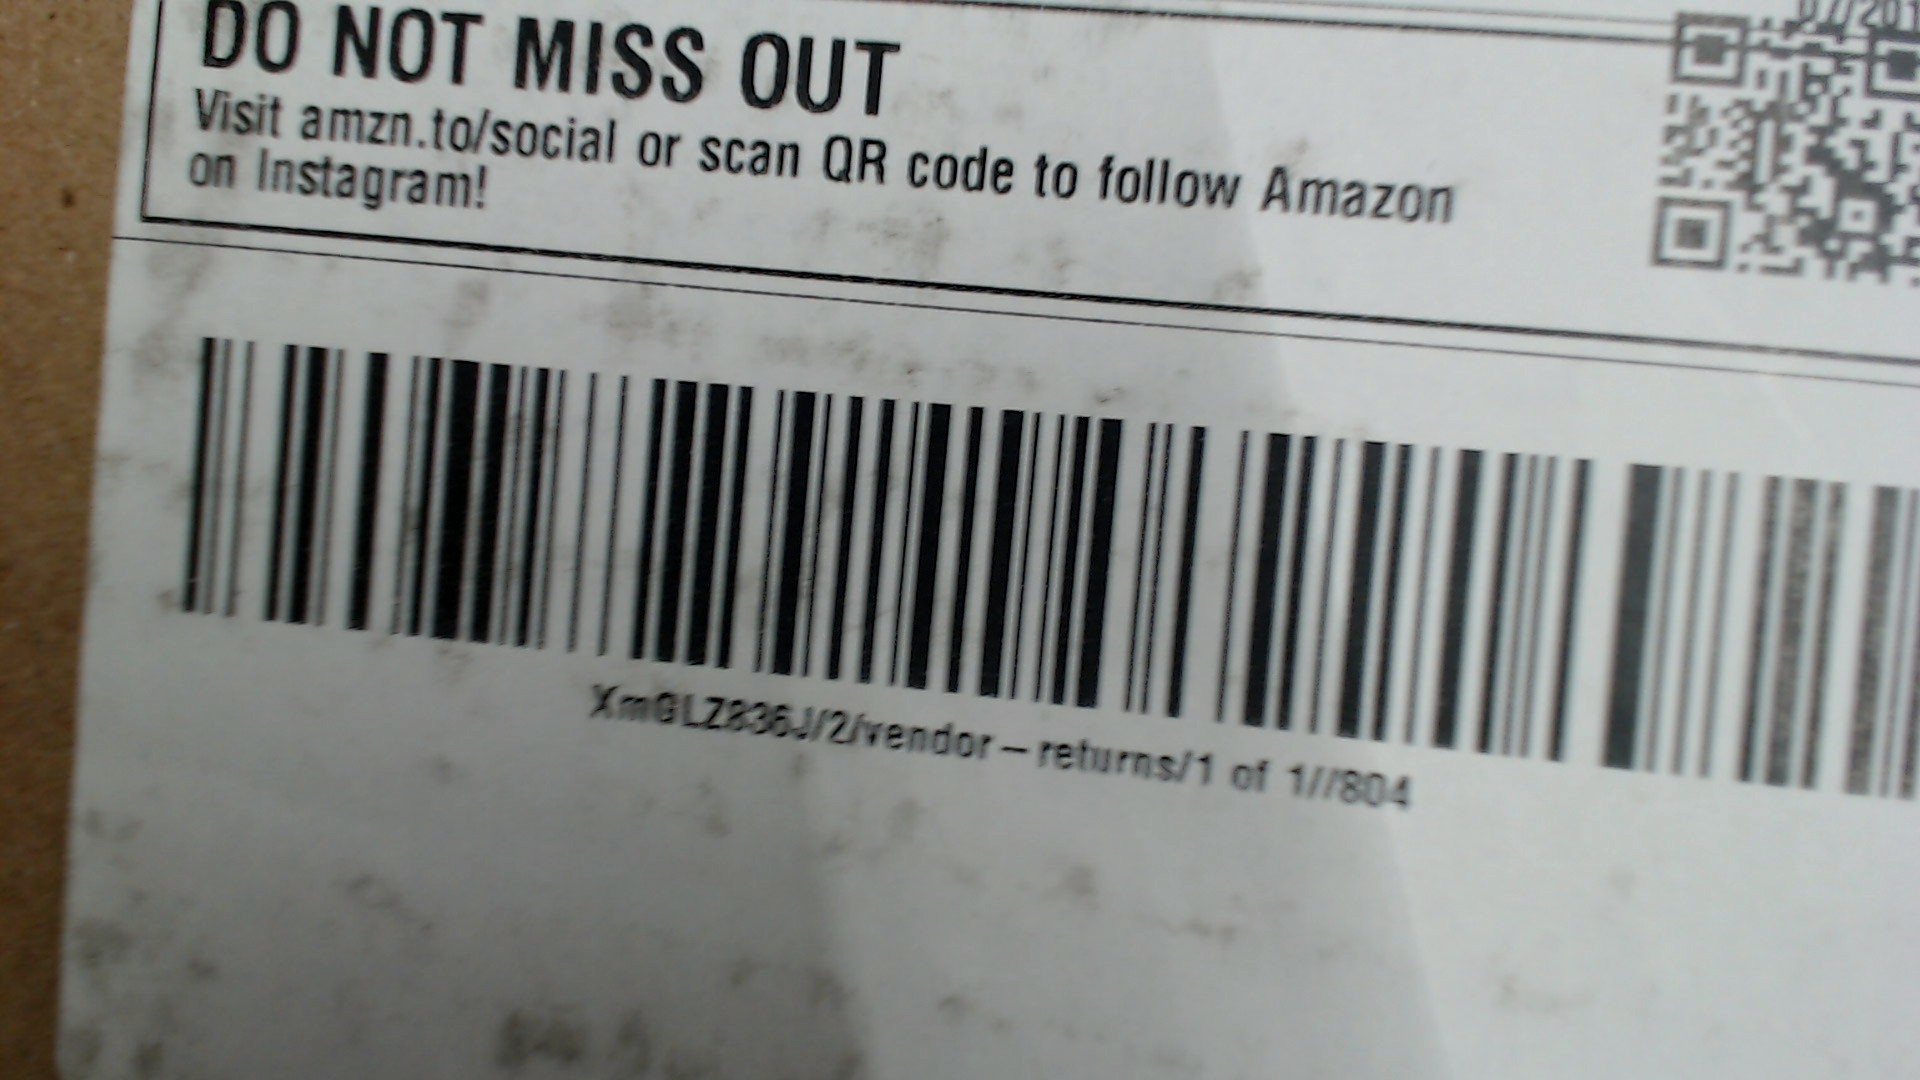 DO NOT MISS OUT
Visit amzn.to/social or scan QR code to follow Amazon
on Instagram!
XmGLZ836J/2/vendor – returns/1 of 1//804